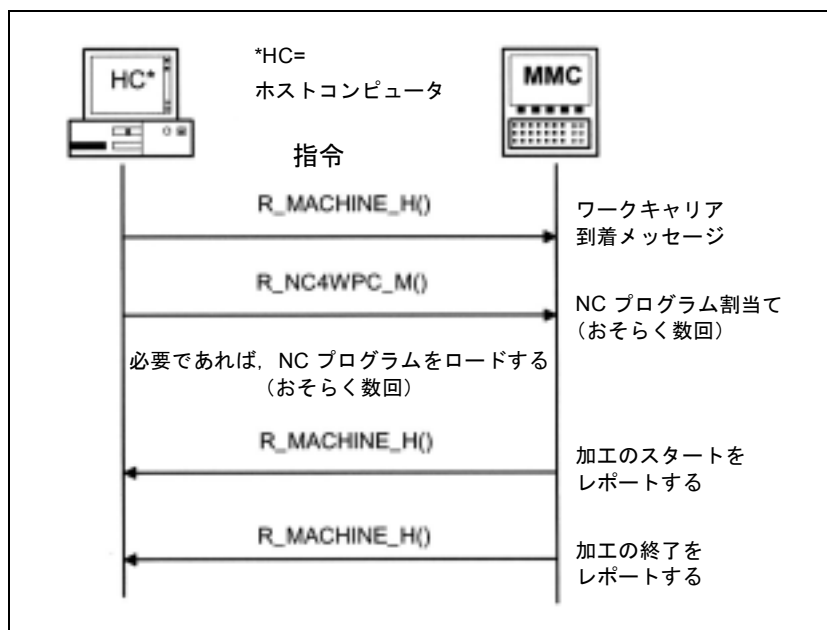 HC*
*HC=
ホストコンピュータ
MMC
指令
R_MACHINE_H()
ワークキャリア
到着メッセージ
R_NC4WPC_M()
NC プログラム割当て
（おそらく数回）
必要であれば，NC プログラムをロードする
（おそらく数回）
R_MACHINE_H()
加工のスタートを
レポートする
R_MACHINE_H()
加工の終了を
レポートする